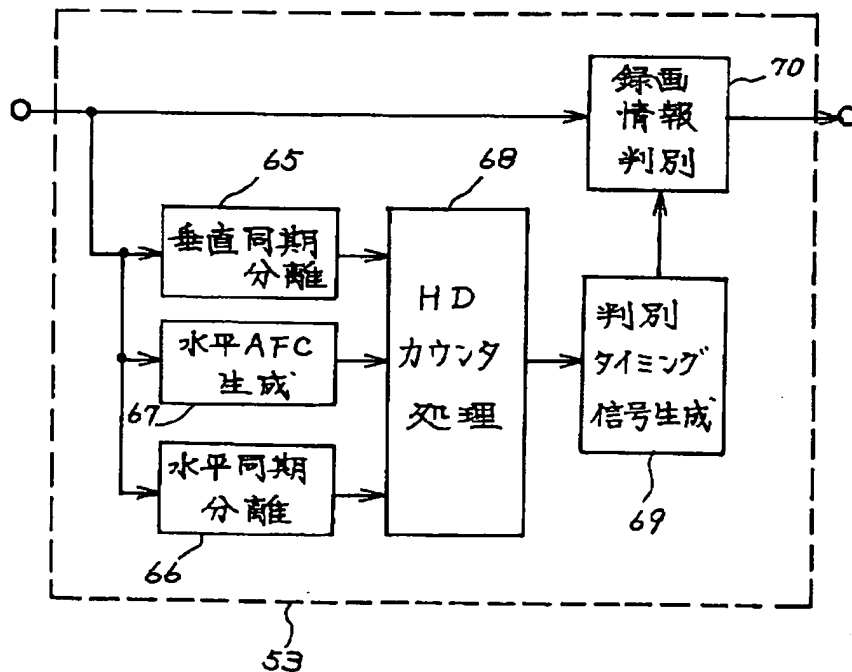 録画
情報
判別
70
65
垂直同期
分離
68
HD
カウンタ
処理
水平AFC
生成
67
判別
タイミング
信号生成
69
水平同期
分離
66
53